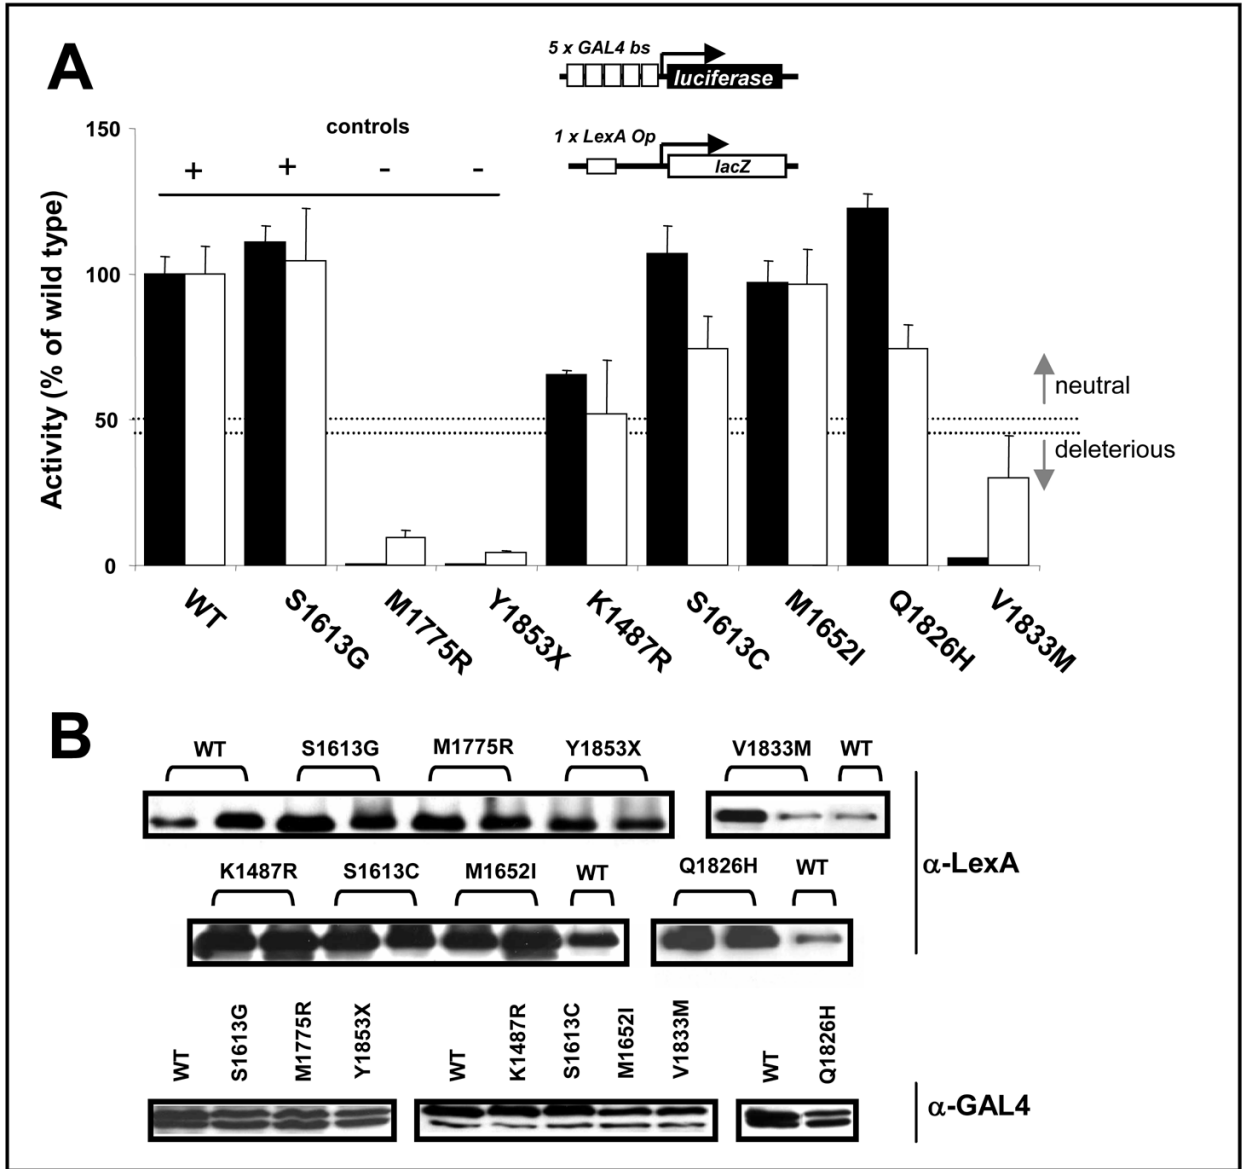 A
5 x GAL4 bs
luciferase
1 x LexA Op
lacZ
controls
+ + - -
Activity (% of wild type)
150
100
50
0
neutral
deleterious
WT S1613G M1775R Y1853X K1487R S1613C M1652I Q1826H V1833M
B
WT S1613G M1775R Y1853X V1833M WT
K1487R S1613C M1652I WT Q1826H WT
α-LexA
WT S1613G M1775R Y1853X WT K1487R S1613C M1652I V1833M WT Q1826H
α-GAL4